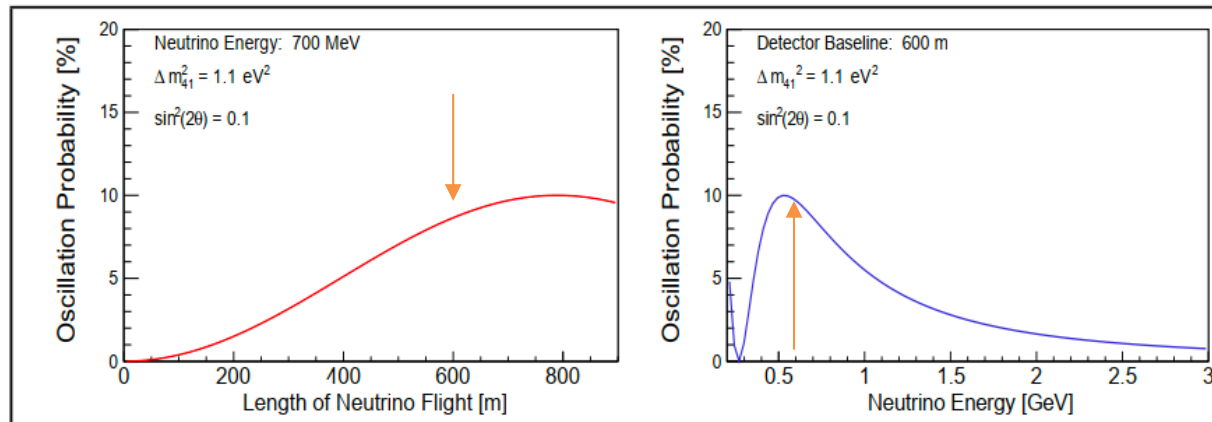 Oscillation Probability [%]
20
15
10
5
0
Neutrino Energy: 700 MeV
Δ m²₄₁ = 1.1 eV²
sin²(2θ) = 0.1
0 200 400 600 800
Length of Neutrino Flight [m]
Oscillation Probability [%]
20
15
10
5
0
Detector Baseline: 600 m
Δ m₄₁² = 1.1 eV²
sin²(2θ) = 0.1
0.5 1 1.5 2 2.5 3
Neutrino Energy [GeV]